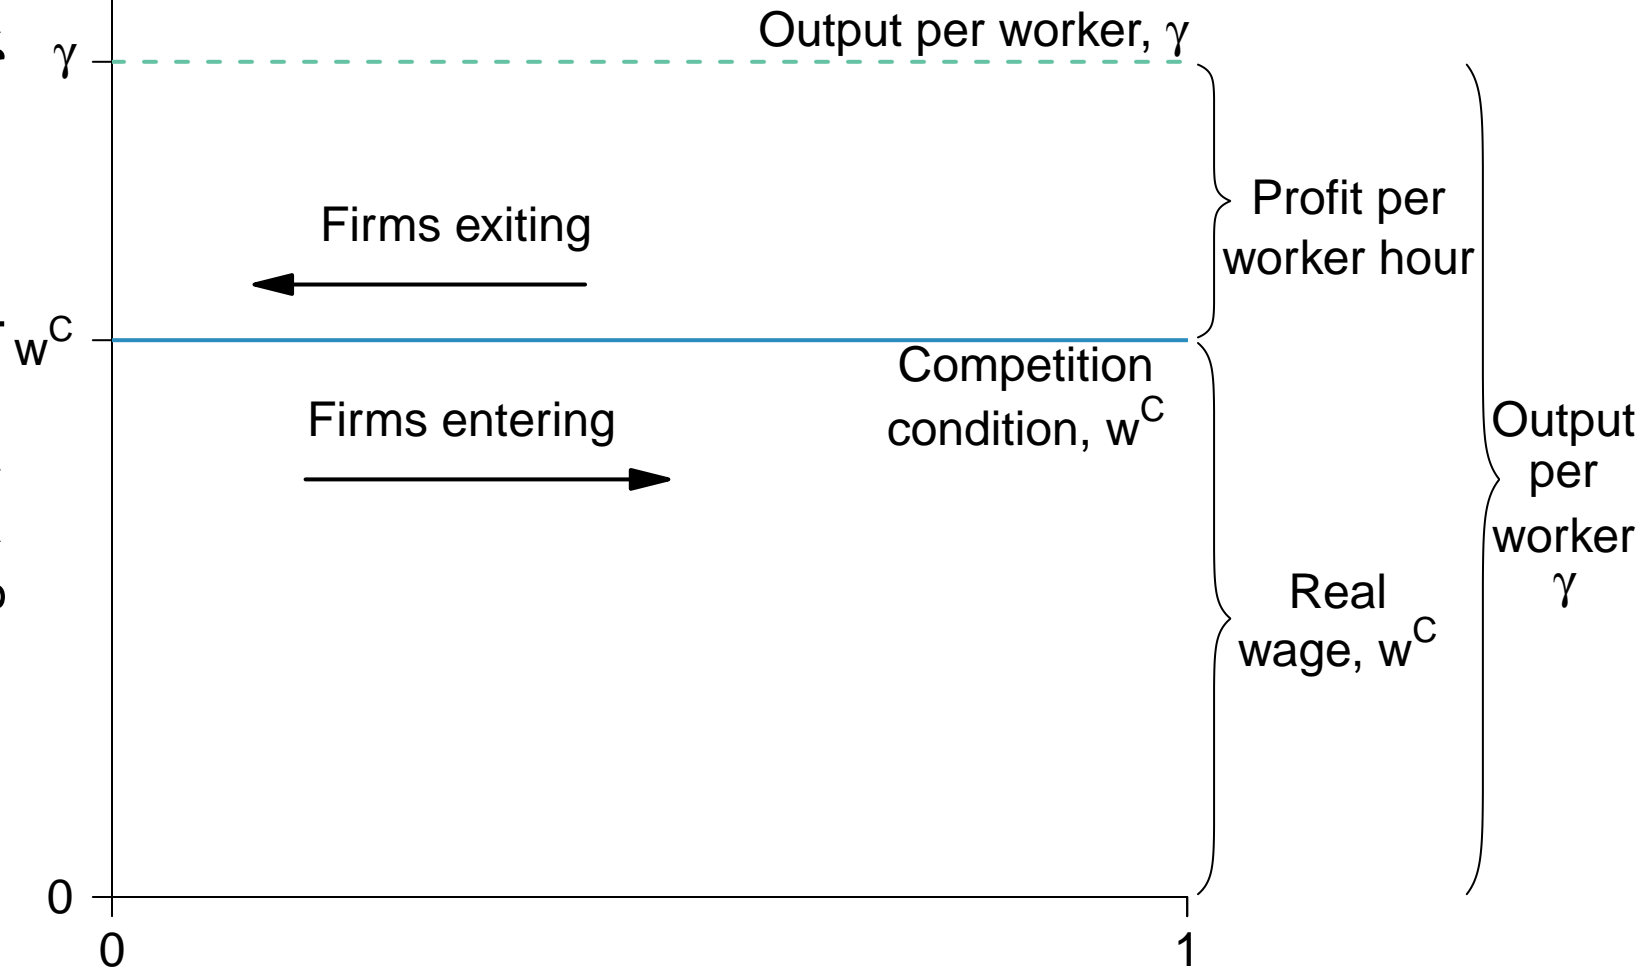 Output per worker, γ
γ
Profit per
worker hour
Firms exiting
w^C
Competition
condition, w^C
Firms entering
Output
per
worker
γ
Real
wage, w^C
0
0
1